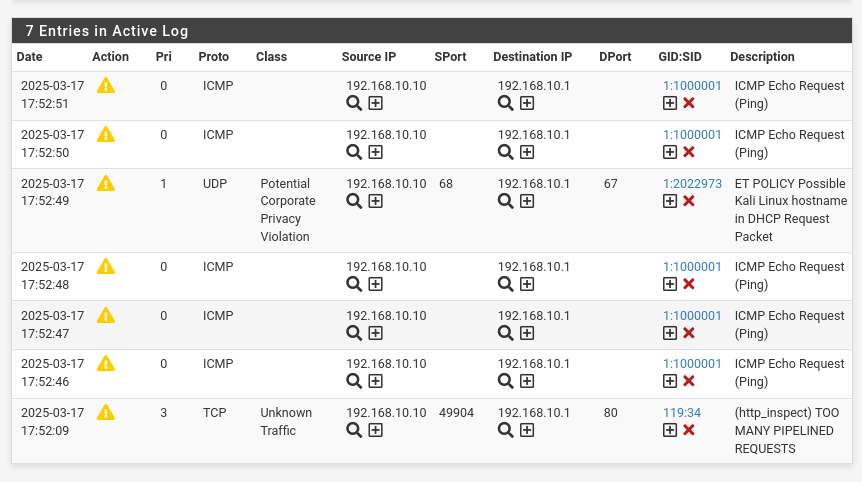 7 Entries in Active Log
Date Action Pri Proto Class Source IP SPort Destination IP DPort GID:SID Description
2025-03-17 0 ICMP 192.168.10.10 192.168.10.1 1:1000001 ICMP Echo Request
17:52:51 (Ping)
2025-03-17 0 ICMP 192.168.10.10 192.168.10.1 1:1000001 ICMP Echo Request
17:52:50 (Ping)
2025-03-17 1 UDP Potential 192.168.10.10 68 192.168.10.1 67 1:2022973 ET POLICY Possible
17:52:49 Corporate Kali Linux hostname
Privacy in DHCP Request
Violation Packet
2025-03-17 0 ICMP 192.168.10.10 192.168.10.1 1:1000001 ICMP Echo Request
17:52:48 (Ping)
2025-03-17 0 ICMP 192.168.10.10 192.168.10.1 1:1000001 ICMP Echo Request
17:52:47 (Ping)
2025-03-17 0 ICMP 192.168.10.10 192.168.10.1 1:1000001 ICMP Echo Request
17:52:46 (Ping)
2025-03-17 3 TCP Unknown 192.168.10.10 49904 192.168.10.1 80 119:34 (http_inspect) TOO
17:52:09 Traffic MANY PIPELINED
REQUESTS